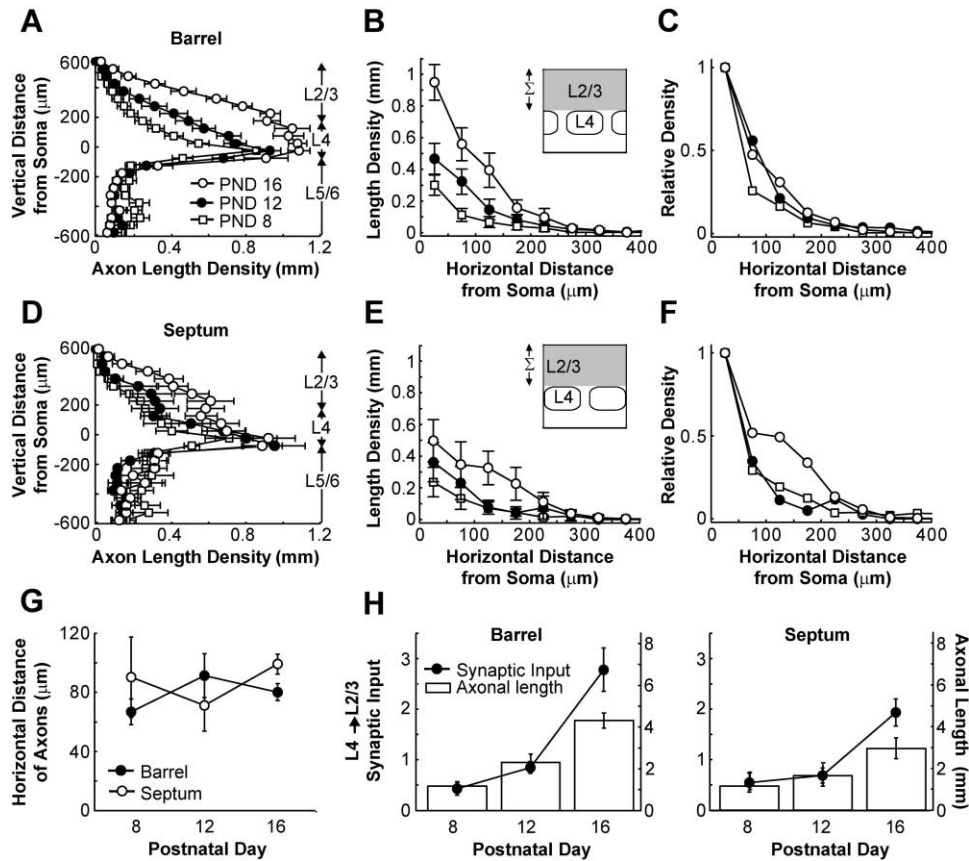 A
Barrel
600
200
0
-200
-600
Vertical Distance
from Soma (µm)
L2/3
L4
L5/6
PND 16
PND 12
PND 8
0 0.4 0.8 1.2
Axon Length Density (mm)
B
1
0.8
0.6
0.4
0.2
0
Length Density (mm)
Σ
L2/3
L4
0 100 200 300 400
Horizontal Distance
from Soma (µm)
C
1
0.5
0
Relative Density
0 100 200 300 400
Horizontal Distance
from Soma (µm)
D
Septum
600
200
0
-200
-600
Vertical Distance
from Soma (µm)
L2/3
L4
L5/6
0 0.4 0.8 1.2
Axon Length Density (mm)
E
1
0.8
0.6
0.4
0.2
0
Length Density (mm)
Σ
L2/3
L4
0 100 200 300 400
Horizontal Distance
from Soma (µm)
F
1
0.5
0
Relative Density
0 100 200 300 400
Horizontal Distance
from Soma (µm)
G
120
80
40
0
Horizontal Distance
of Axons (µm)
Barrel
Septum
8 12 16
Postnatal Day
H
Barrel
3
2
1
0
L4 → L2/3
Synaptic Input
Synaptic Input
Axonal length
8
6
4
2
0
8 12 16
Postnatal Day
Septum
3
2
1
0
8
6
4
2
0
Axonal Length (mm)
8 12 16
Postnatal Day